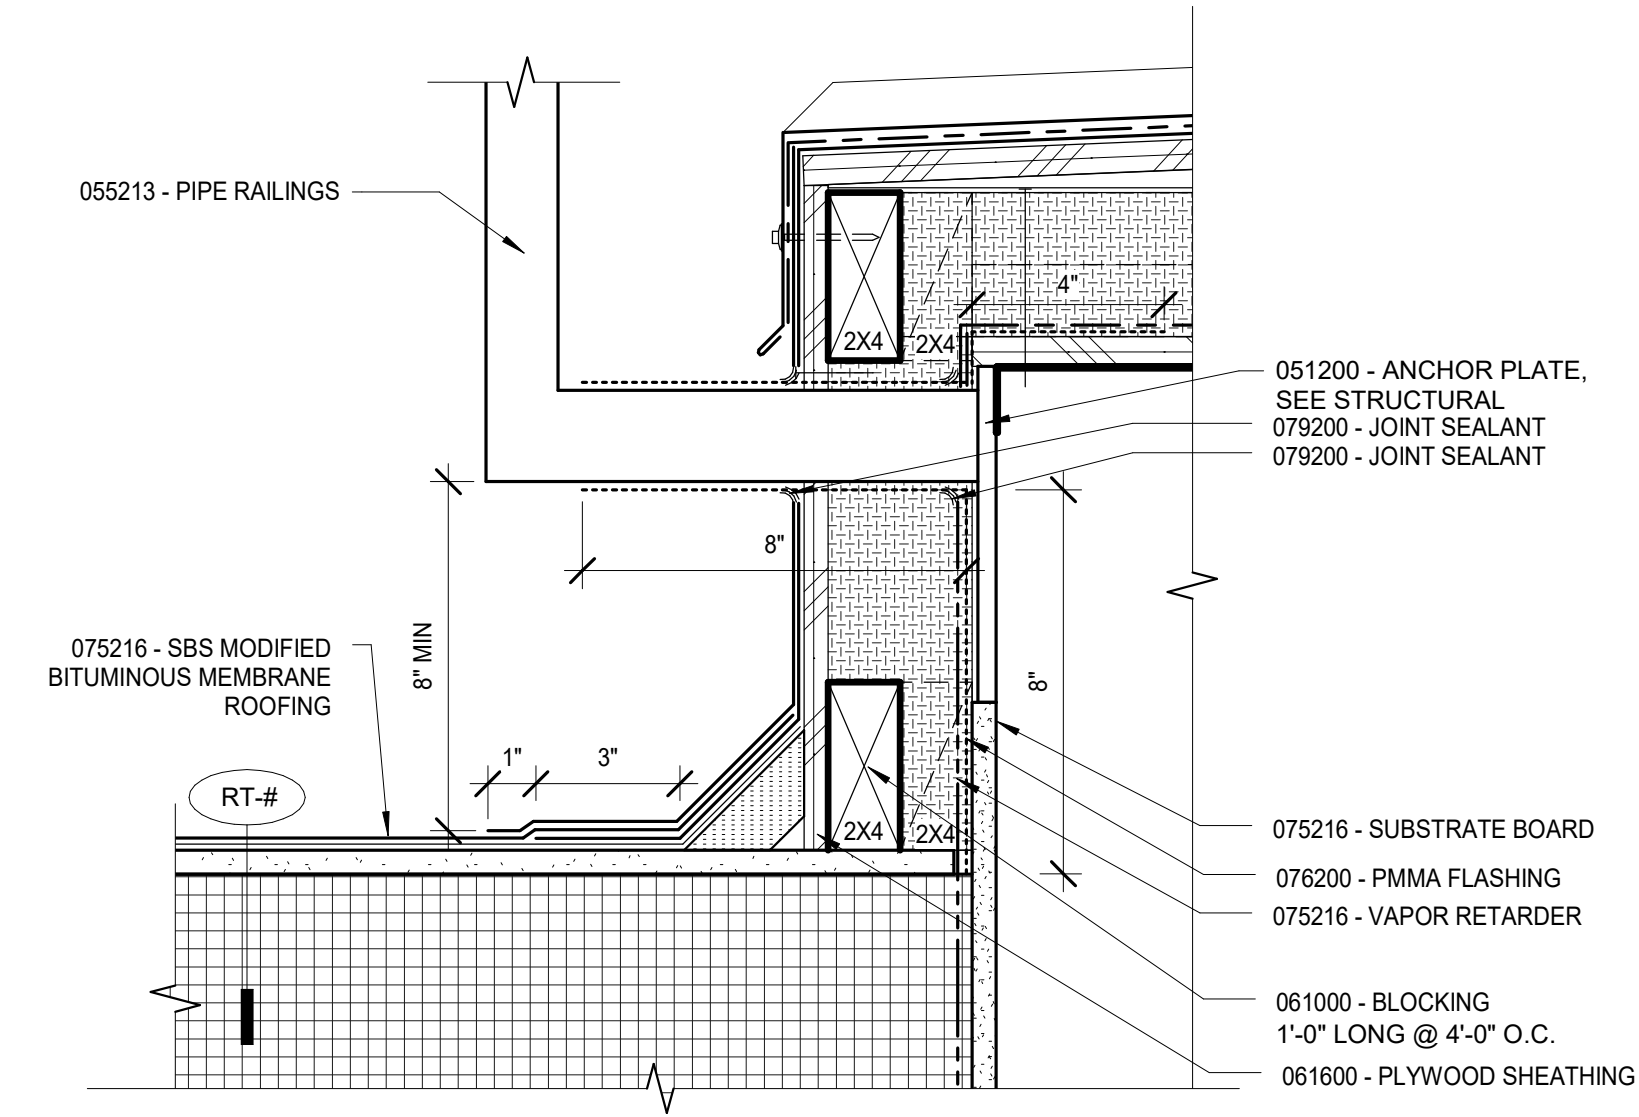 055213 - PIPE RAILINGS
4"
2X4
2X4
051200 - ANCHOR PLATE,
SEE STRUCTURAL
079200 - JOINT SEALANT
079200 - JOINT SEALANT
8"
8" MIN
8"
075216 - SBS MODIFIED
BITUMINOUS MEMBRANE
ROOFING
1"
3"
RT-#
2X4
2X4
075216 - SUBSTRATE BOARD
076200 - PMMA FLASHING
075216 - VAPOR RETARDER
061000 - BLOCKING
1'-0" LONG @ 4'-0" O.C.
061600 - PLYWOOD SHEATHING